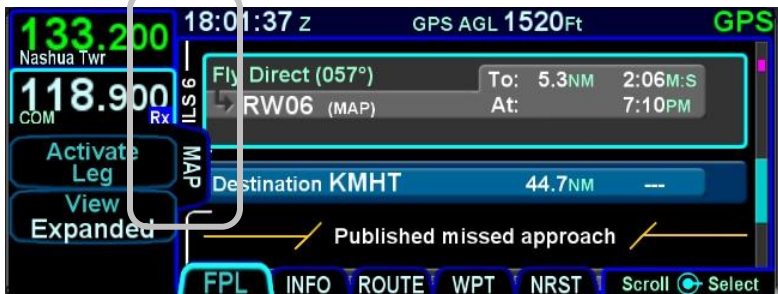 133.200
Nashua Twr
118.900
COM Rx
Activate
Leg
View
Expanded
ILS 6
MAP
18:01:37 Z GPS AGL 1520Ft GPS
Fly Direct (057°) To: 5.3NM 2:06M:S
RW06 (MAP) At: 7:10PM
Destination KMHT 44.7NM ---
Published missed approach
FPL INFO ROUTE WPT NRST Scroll Select